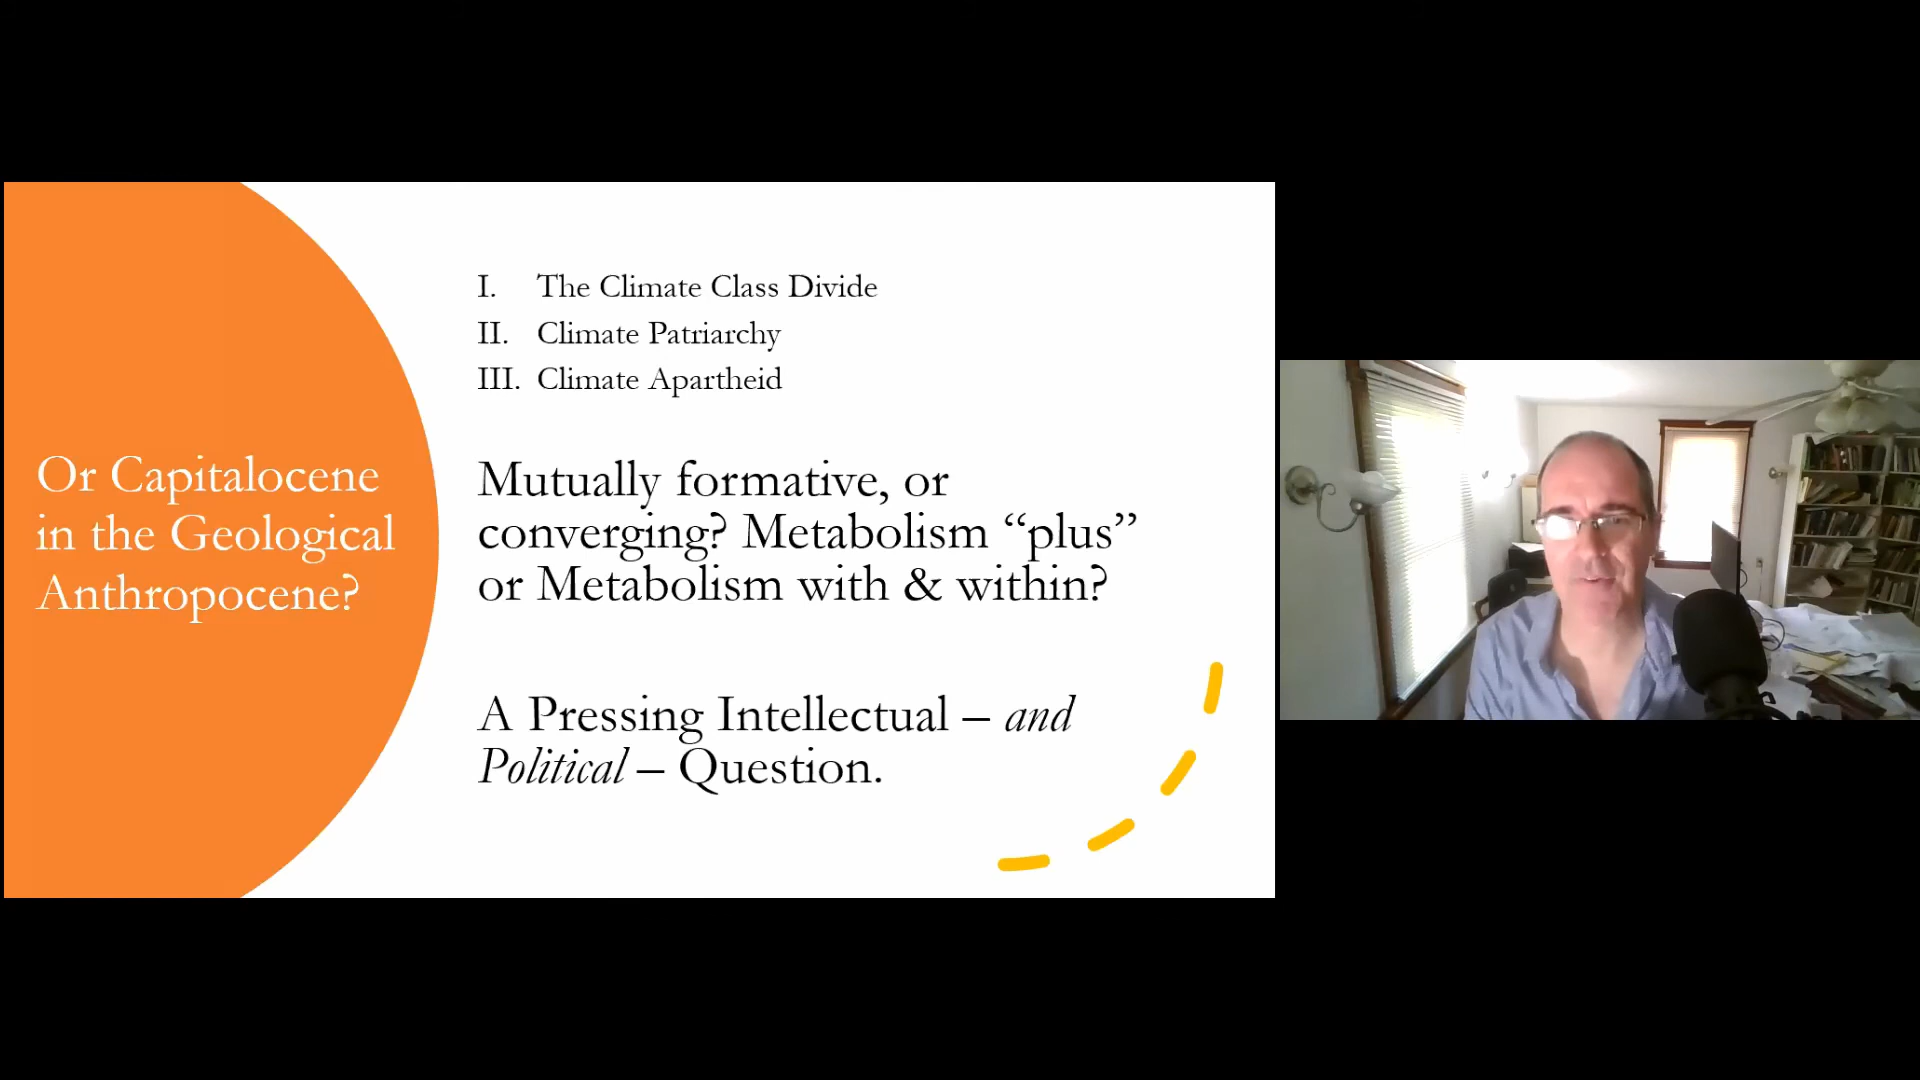 Or Capitalocene
in the Geological
Anthropocene?
I. The Climate Class Divide
II. Climate Patriarchy
III. Climate Apartheid
Mutually formative, or
converging? Metabolism “plus”
or Metabolism with & within?
A Pressing Intellectual – and
Political – Question.